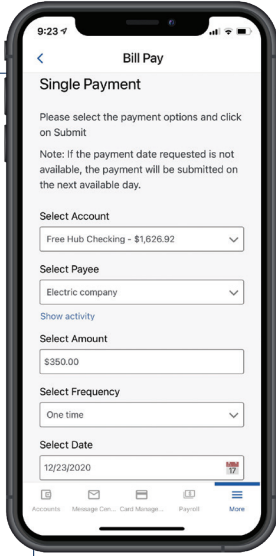 9:23
Bill Pay
Single Payment
Please select the payment options and click
on Submit
Note: If the payment date requested is not
available, the payment will be submitted on
the next available day.
Select Account
Free Hub Checking - $1,626.92
Select Payee
Electric company
Show activity
Select Amount
$350.00
Select Frequency
One time
Select Date
12/23/2020
17
Accounts Message Cen... Card Manage... Payroll More